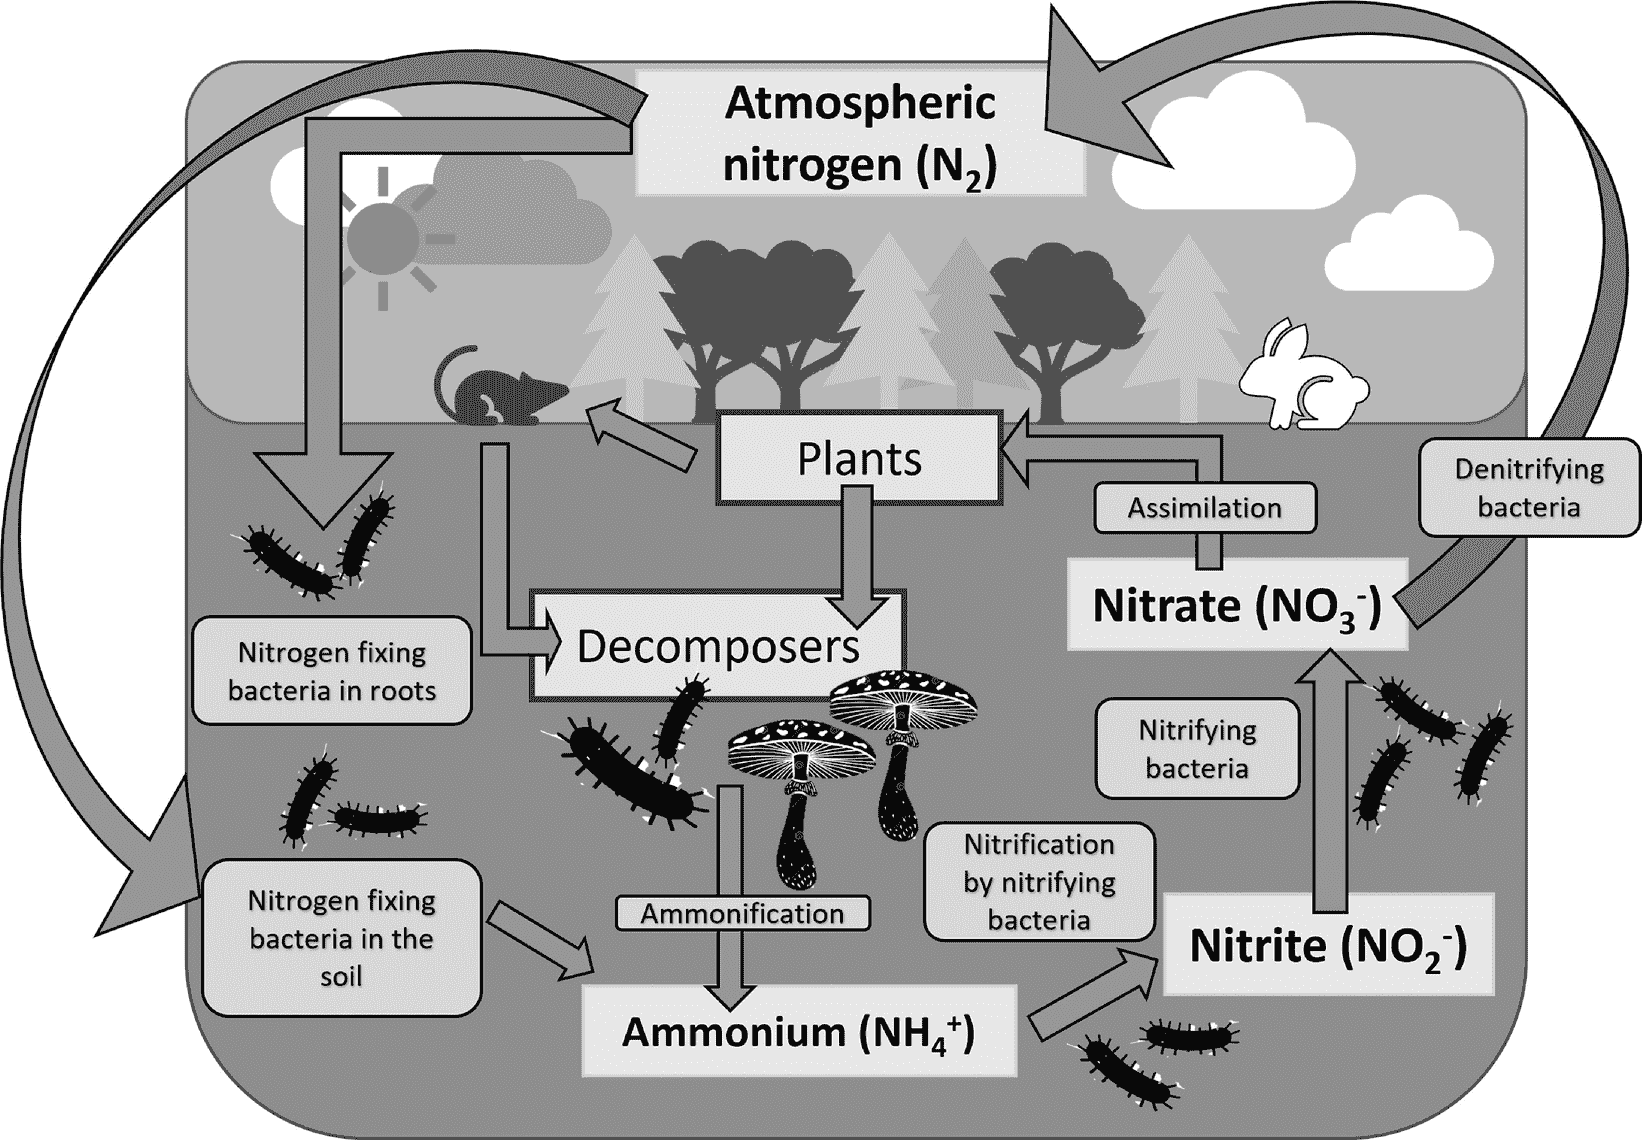 Atmospheric
nitrogen (N₂)
Plants
Denitrifying
bacteria
Assimilation
Nitrate (NO₃⁻)
Decomposers
Nitrogen fixing
bacteria in roots
Nitrifying
bacteria
Nitrification
by nitrifying
bacteria
Nitrogen fixing
bacteria in the
soil
Ammonification
Nitrite (NO₂⁻)
Ammonium (NH₄⁺)